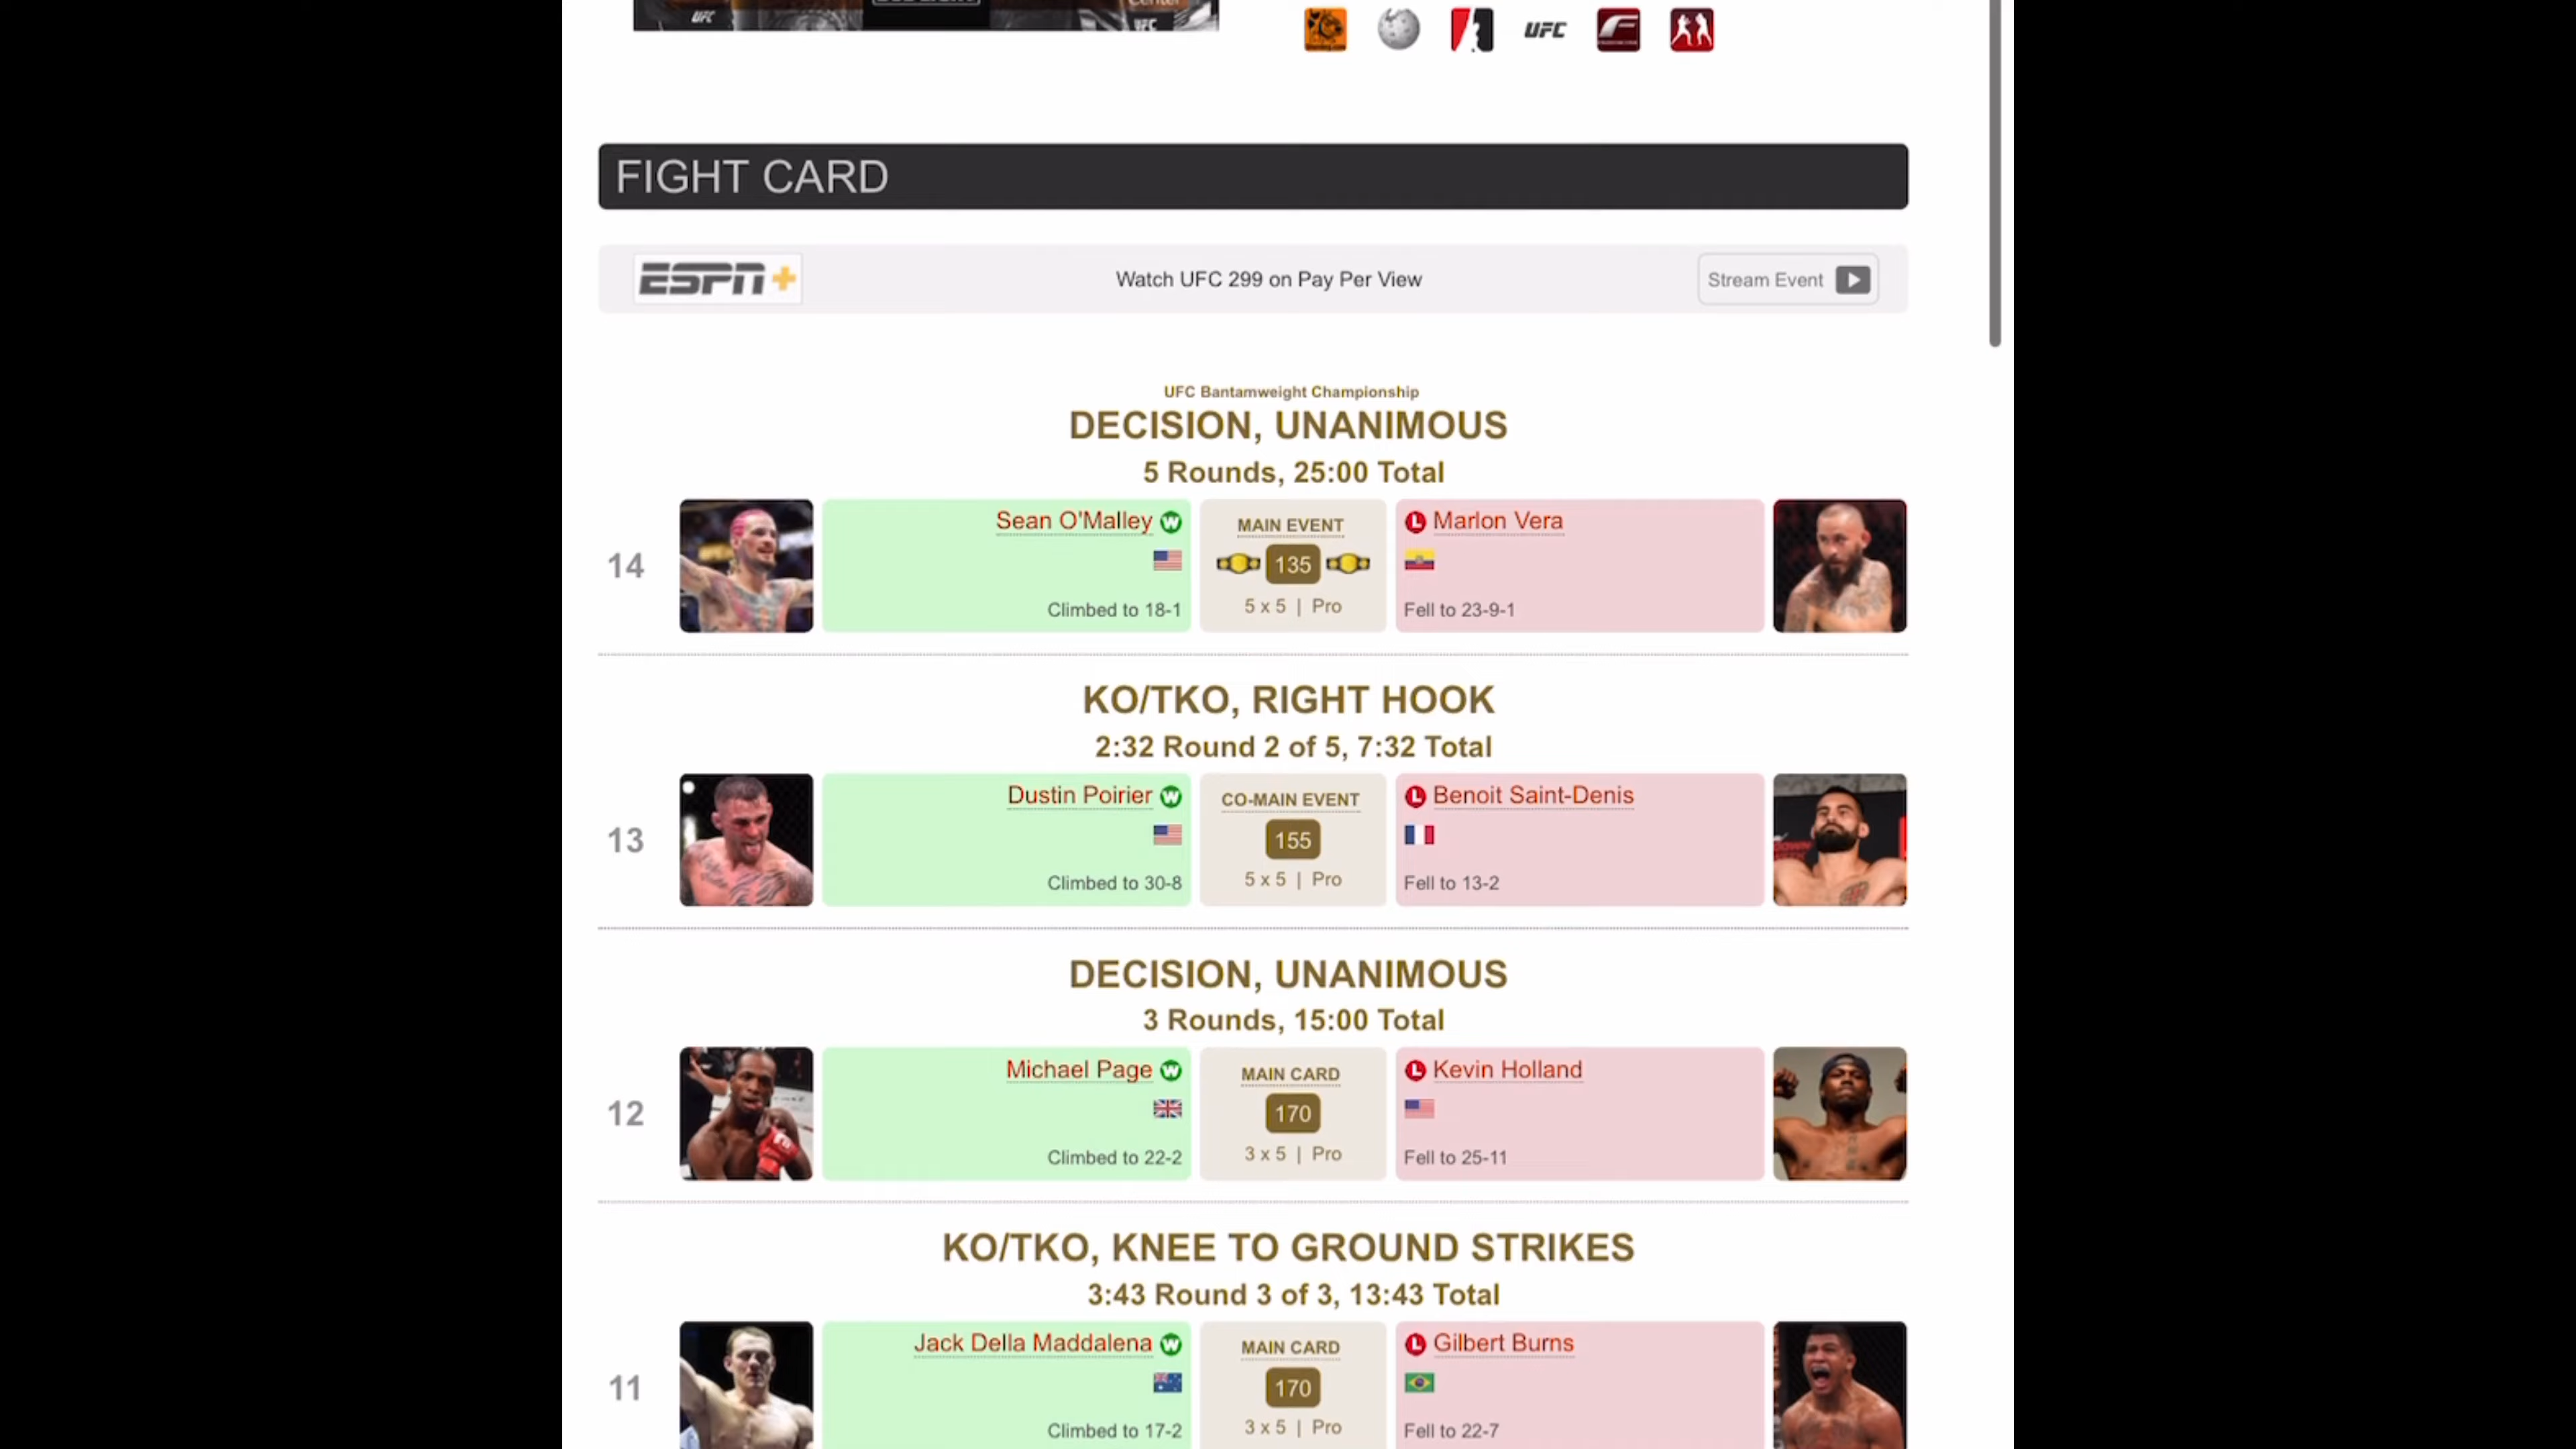 UFC
Center
UFC
UFC
FIGHT CARD
ESPN+
Watch UFC 299 on Pay Per View
Stream Event
UFC Bantamweight Championship
DECISION, UNANIMOUS
5 Rounds, 25:00 Total
14
Sean O'Malley W
MAIN EVENT
L Marlon Vera
135
Climbed to 18-1
5 x 5 | Pro
Fell to 23-9-1
KO/TKO, RIGHT HOOK
2:32 Round 2 of 5, 7:32 Total
13
Dustin Poirier W
CO-MAIN EVENT
L Benoit Saint-Denis
155
Climbed to 30-8
5 x 5 | Pro
Fell to 13-2
DECISION, UNANIMOUS
3 Rounds, 15:00 Total
12
Michael Page W
MAIN CARD
L Kevin Holland
170
Climbed to 22-2
3 x 5 | Pro
Fell to 25-11
KO/TKO, KNEE TO GROUND STRIKES
3:43 Round 3 of 3, 13:43 Total
11
Jack Della Maddalena W
MAIN CARD
L Gilbert Burns
170
Climbed to 17-2
3 x 5 | Pro
Fell to 22-7